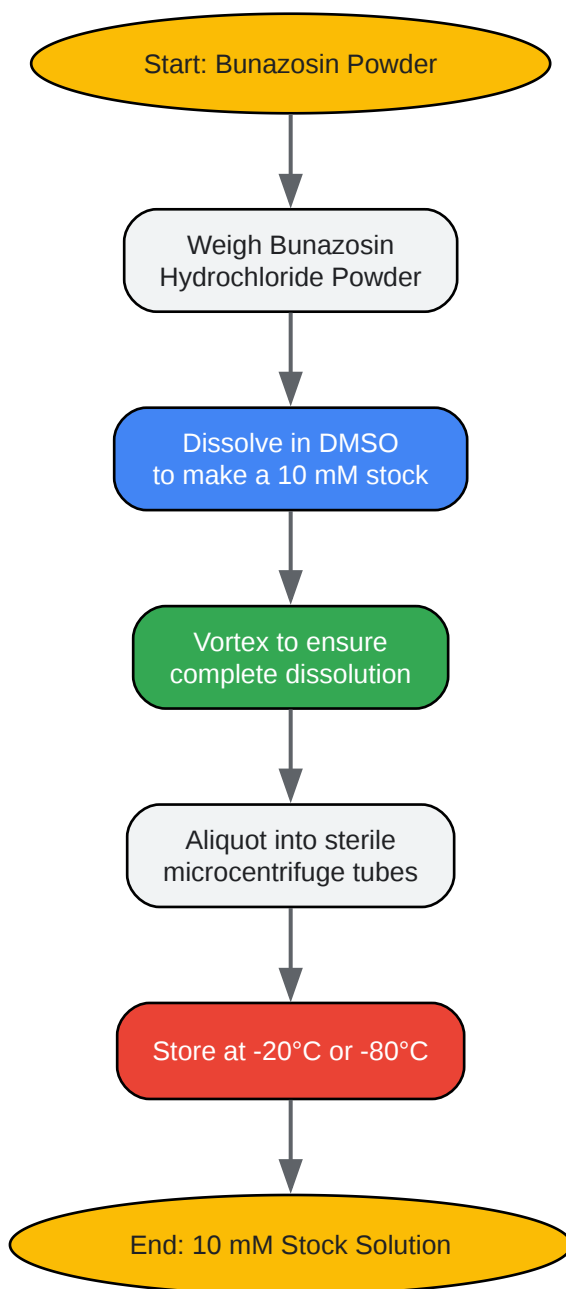 Start: Bunazosin Powder
Weigh Bunazosin
Hydrochloride Powder
Dissolve in DMSO
to make a 10 mM stock
Vortex to ensure
complete dissolution
Aliquot into sterile
microcentrifuge tubes
Store at -20°C or -80°C
End: 10 mM Stock Solution